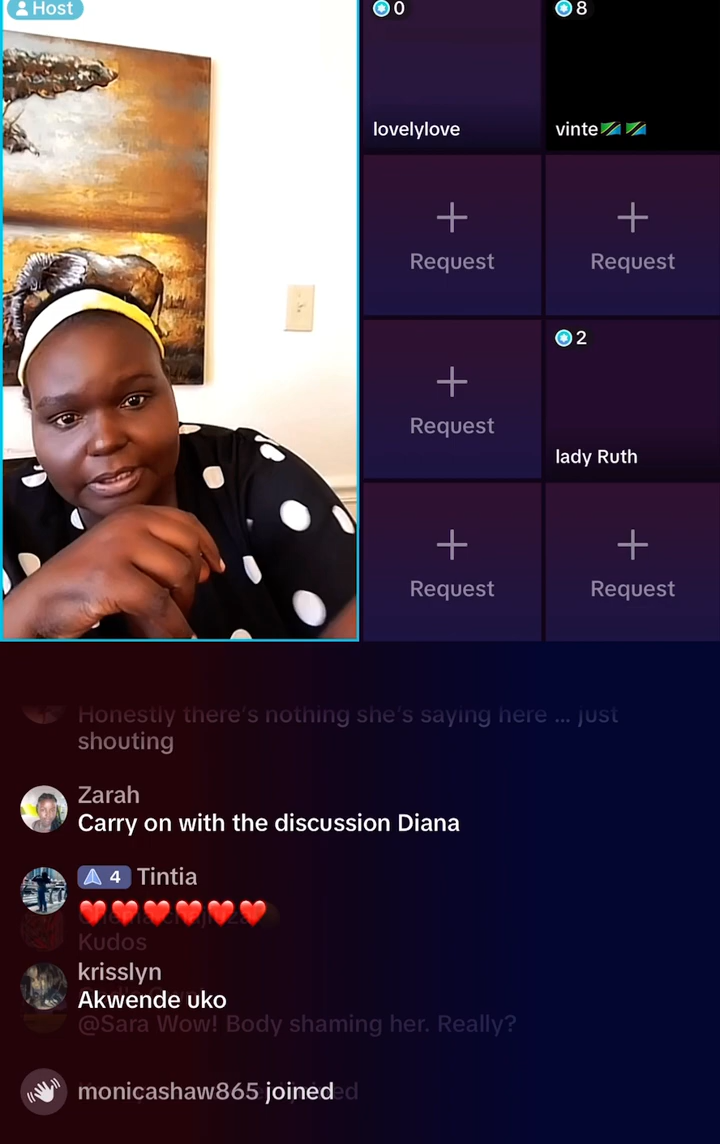 Host
0
8
lovelylove
vinte
Request
Request
2
Request
lady Ruth
Request
Request
Honestly there's nothing she's saying here ... just
shouting
Zarah
Carry on with the discussion Diana
4 Tintia
Kudos
krisslyn
Akwende uko
@Sara Wow! Body shaming her. Really?
monicashaw865 joined